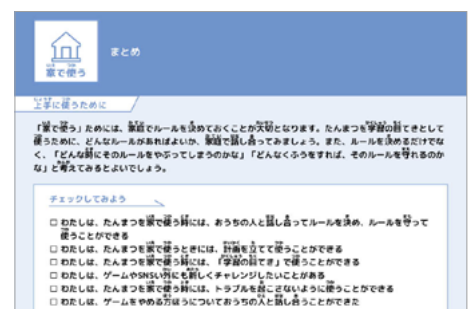 家で使う
まとめ
上手に使うために
「家で使う」ためには、家庭でルールを決めておくことが大切となります。たんまつを学習の目てきとして
使うために、どんなルールがあればよいか、家庭で話し合ってみましょう。また、ルールを決めるだけでな
く、「どんな時にそのルールをやぶってしまうのかな」「どんなくふうをすれば、そのルールを守れるのか
な」と考えてみるとよいでしょう。
チェックしてみよう
□ わたしは、たんまつを家で使う時には、おうちの人と話し合ってルールを決め、ルールを守って
使うことができる
□ わたしは、たんまつを家で使うときには、計画を立てて使うことができる
□ わたしは、たんまつを家で使う時には、「学習の目てき」で使うことができる
□ わたしは、ゲームやSNSい外にも新しくチャレンジしたいことがある
□ わたしは、たんまつを家で使う時には、トラブルを起こさないように使うことができる
□ わたしは、ゲームをやめる方ほうについておうちの人と話し合うことができた